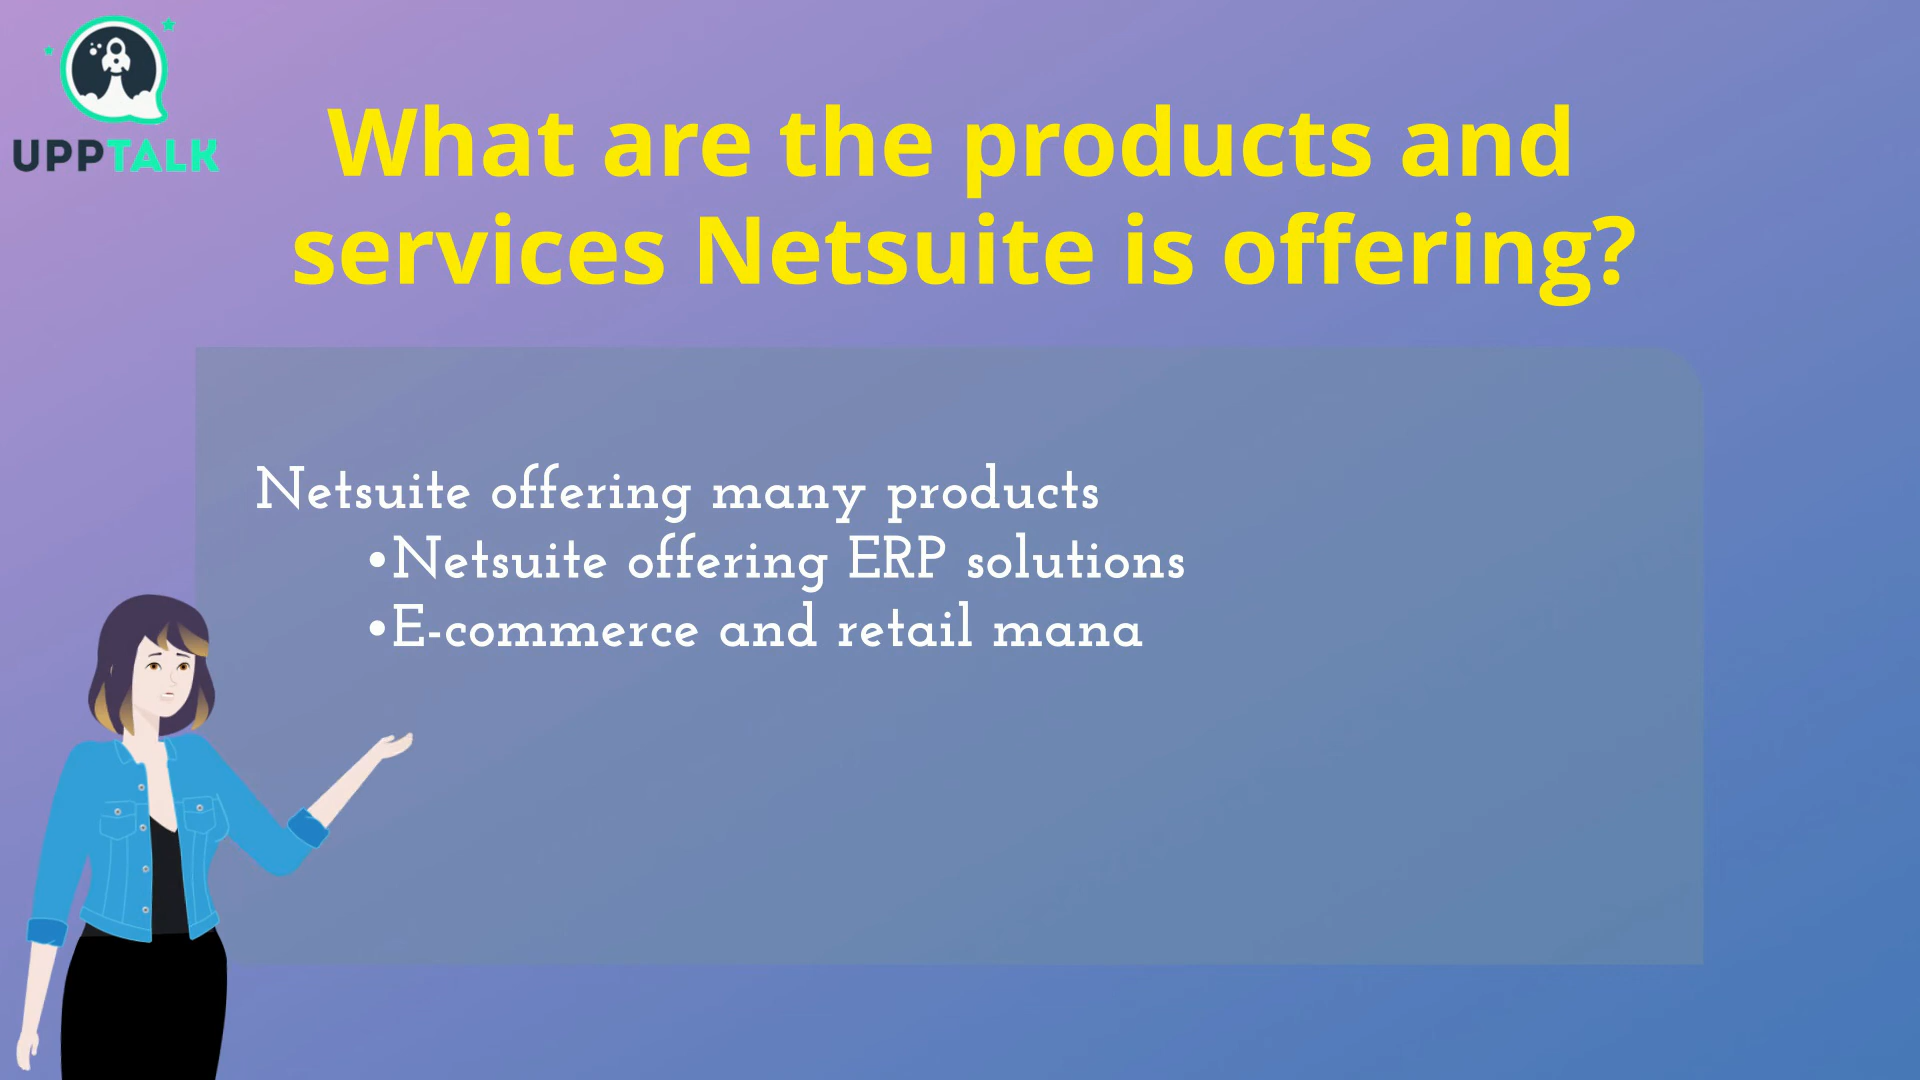 UPPTALK
What are the products and
services Netsuite is offering?
Netsuite offering many products
•Netsuite offering ERP solutions
•E-commerce and retail mana